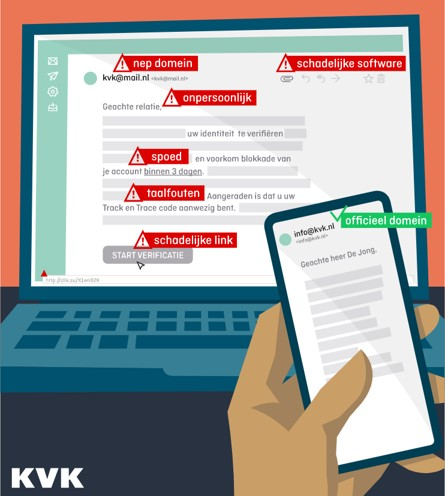 nep domein
schadelijke software
kvk@mail.nl <kvk@mail.nl>
Geachte relatie,
onpersoonlijk
uw identiteit te verifiëren
spoed
en voorkom blokkade van
je account binnen 3 dagen.
taalfouten
Aangeraden is dat u uw
Track en Trace code aanwezig bent.
schadelijke link
START VERIFICATIE
officieel domein
info@kvk.nl
<info@kvk.nl>
Geachte heer De Jong,
KVK